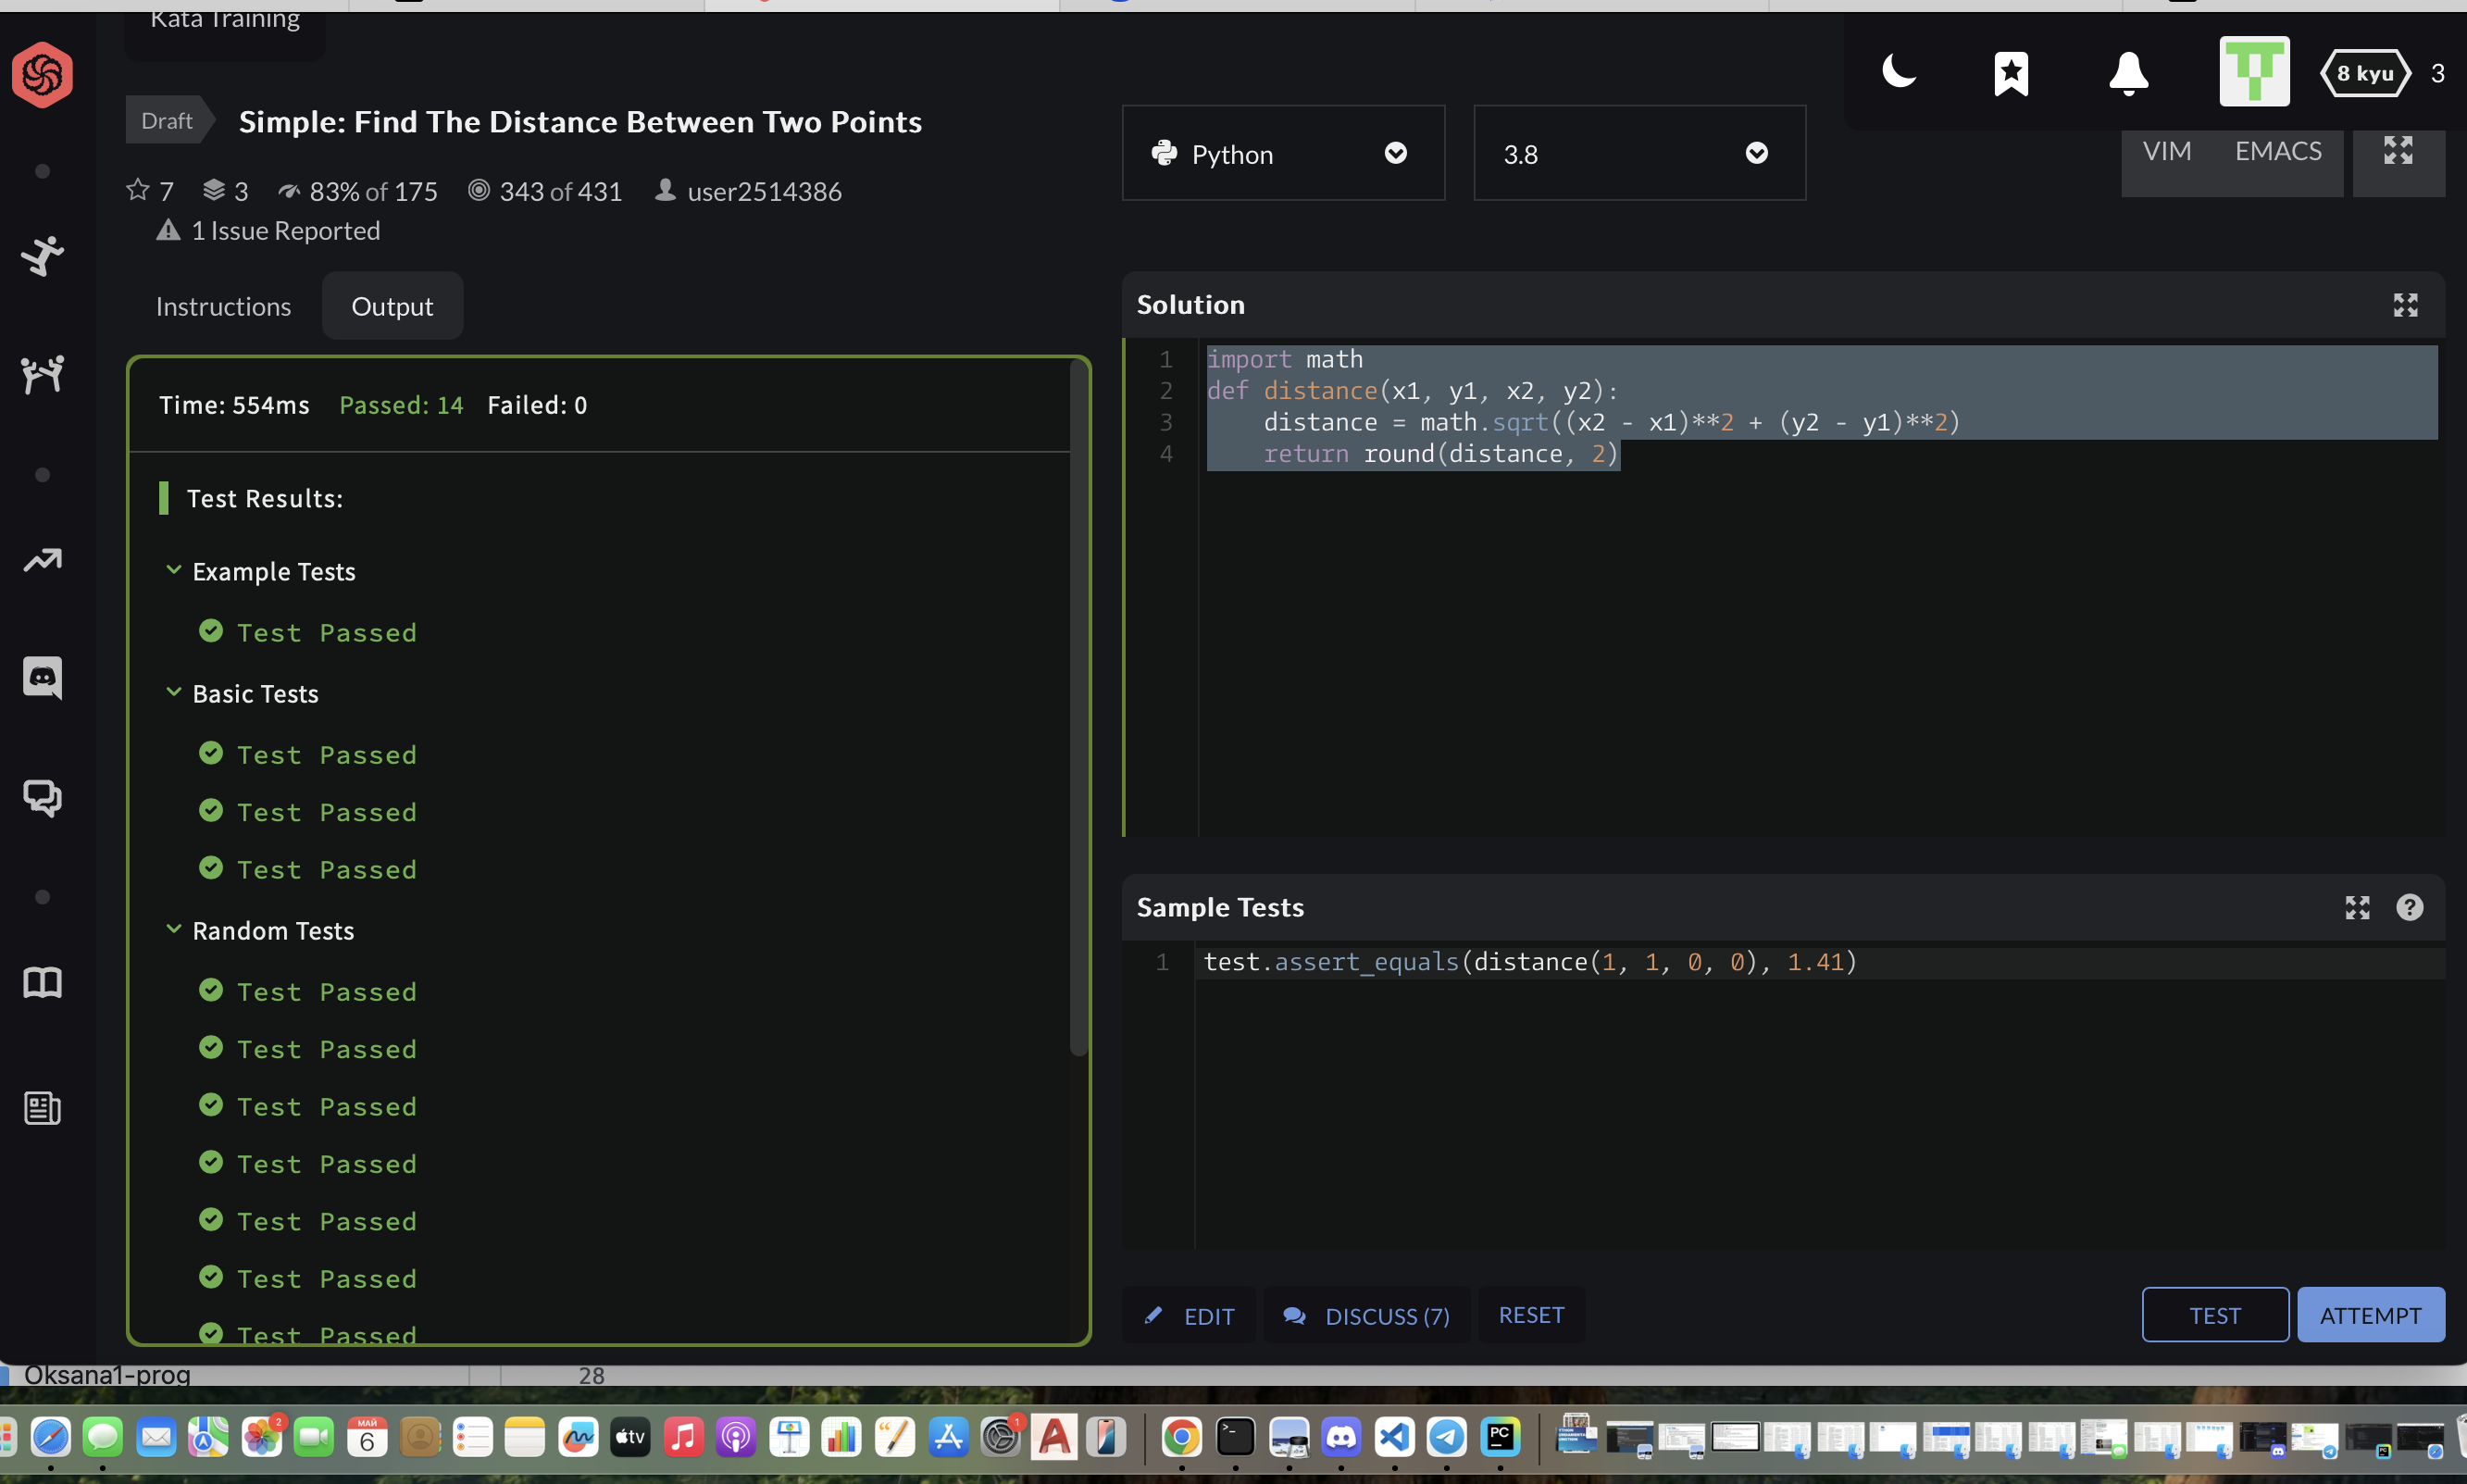 Kata Training
8 kyu 3
Draft Simple: Find The Distance Between Two Points
7 3 83% of 175 343 of 431 user2514386
1 Issue Reported
Python
3.8
VIM EMACS
Instructions Output
Time: 554ms Passed: 14 Failed: 0
Test Results:
Example Tests
Test Passed
Basic Tests
Test Passed
Test Passed
Test Passed
Random Tests
Test Passed
Test Passed
Test Passed
Test Passed
Test Passed
Test Passed
Test Passed
Solution
1 import math
2 def distance(x1, y1, x2, y2):
3 distance = math.sqrt((x2 - x1)**2 + (y2 - y1)**2)
4 return round(distance, 2)
Sample Tests
?
1 test.assert_equals(distance(1, 1, 0, 0), 1.41)
EDIT DISCUSS (7) RESET
TEST ATTEMPT
Oksana1-prog 28
2
МАЙ
6
tv
1
PC